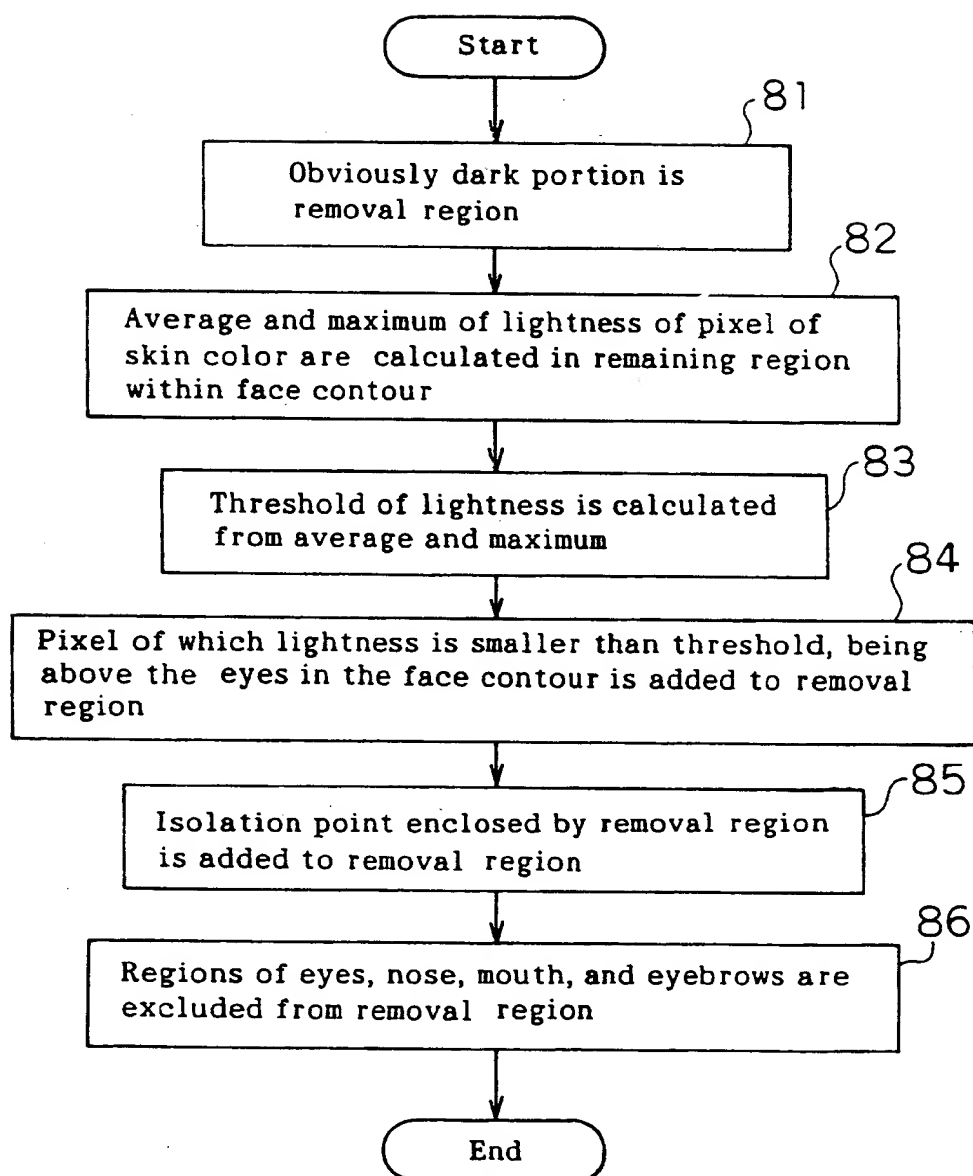 Start
81
Obviously dark portion is
removal region
82
Average and maximum of lightness of pixel of
skin color are calculated in remaining region
within face contour
83
Threshold of lightness is calculated
from average and maximum
84
Pixel of which lightness is smaller than threshold, being
above the eyes in the face contour is added to removal
region
85
Isolation point enclosed by removal region
is added to removal region
86
Regions of eyes, nose, mouth, and eyebrows are
excluded from removal region
End